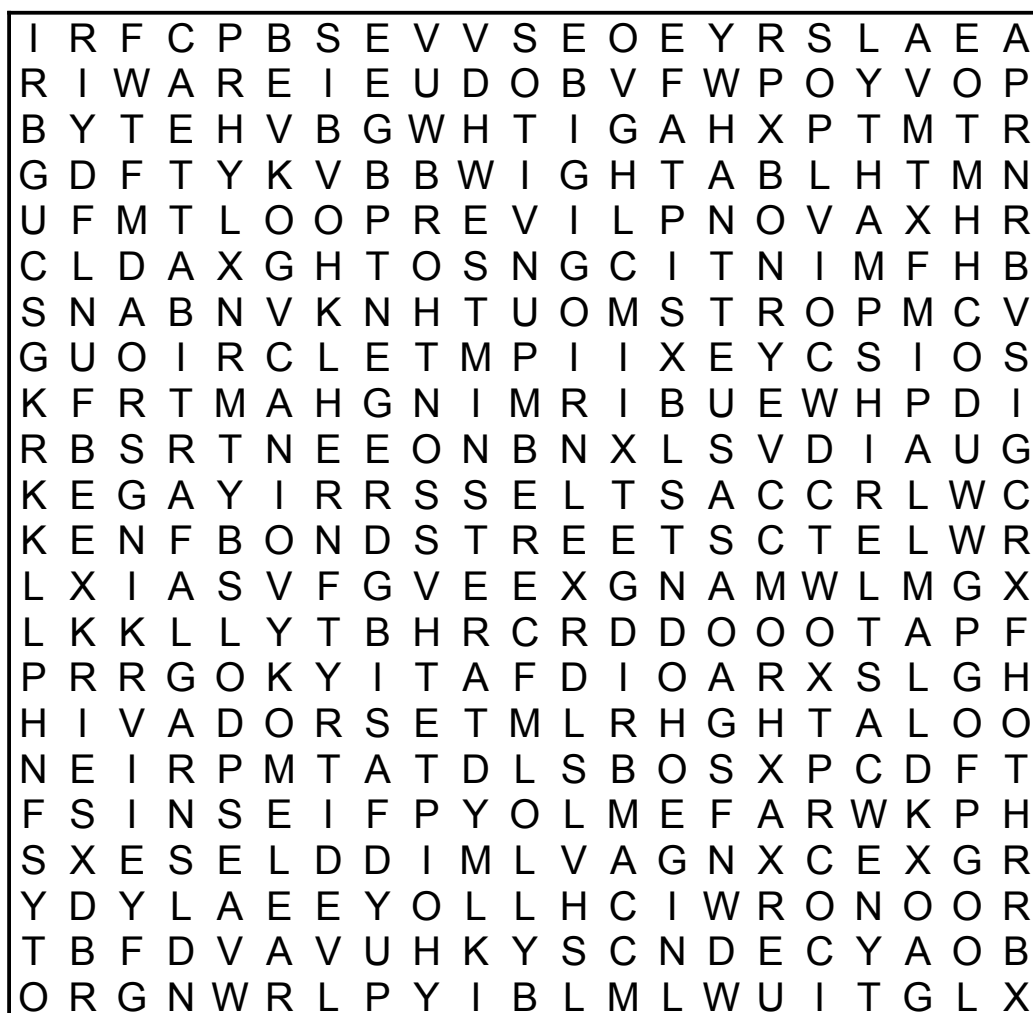 I R F C P B S E V V S E O E Y R S L A E A
R I W A R E I E U D O B V F W P O Y V O P
B Y T E H V B G W H T I G A H X P T M T R
G D F T Y K V B B W I G H T A B L H T M N
U F M T L O O P R E V I L P N O V A X H R
C L D A X G H T O S N G C I T N I M F H B
S N A B N V K N H T U O M S T R O P M C V
G U O I R C L E T M P I I X E Y C S I O S
K F R T M A H G N I M R I B U E W H P D I
R B S R T N E E O N B N X L S V D I A U G
K E G A Y I R R S S E L T S A C C R L W C
K E N F B O N D S T R E E T S C T E L W R
L X I A S V F G V E E X G N A M W L M G X
L K K L L Y T B H R C R D D O O O T A P F
P R R G O K Y I T A F D I O A R X S L G H
H I V A D O R S E T M L R H G H T A L O O
N E I R P M T A T D L S B O S X P C D F T
F S I N S E I F P Y O L M E F A R W K P H
S X E S E L D D I M L V A G N X C E X G R
Y D Y L A E E Y O L L H C I W R O N O O R
T B F D V A V U H K Y S C N D E C Y A O B
O R G N W R L P Y I B L M L W U I T G L X